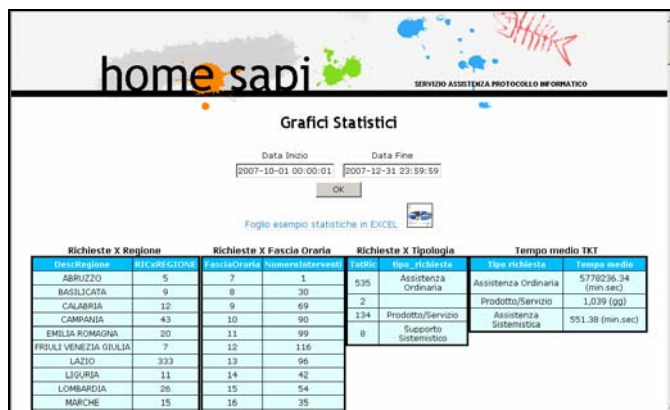 home sapi
SERVIZIO ASSISTENZA PROTOCOLLO INFORMATICO
Grafici Statistici
Data Inizio Data Fine
2007-10-01 00:00:01 2007-12-31 23:59:59
OK
Foglio esempio statistiche in EXCEL
Richieste X Regione
DescRegione RICxREGIONE
ABRUZZO 5
BASILICATA 9
CALABRIA 12
CAMPANIA 43
EMILIA ROMAGNA 20
FRIULI VENEZIA GIULIA 7
LAZIO 333
LIGURIA 11
LOMBARDIA 26
MARCHE 15
Richieste X Fascia Oraria
FasciaOraria NumeroInterventi
7 1
8 30
9 69
10 90
11 99
12 116
13 96
14 42
15 54
16 35
Richieste X Tipologia
TotRic tipo_richiesta
535 Assistenza
Ordinaria
2
134 Prodotto/Servizio
8 Supporto
Sistemistico
Tempo medio TKT
Tipo richiesta Tempo medio
Assistenza Ordinaria 5778236.34
(min.sec)
Prodotto/Servizio 1,039 (gg)
Assistenza
Sistemistica 551.38 (min.sec)